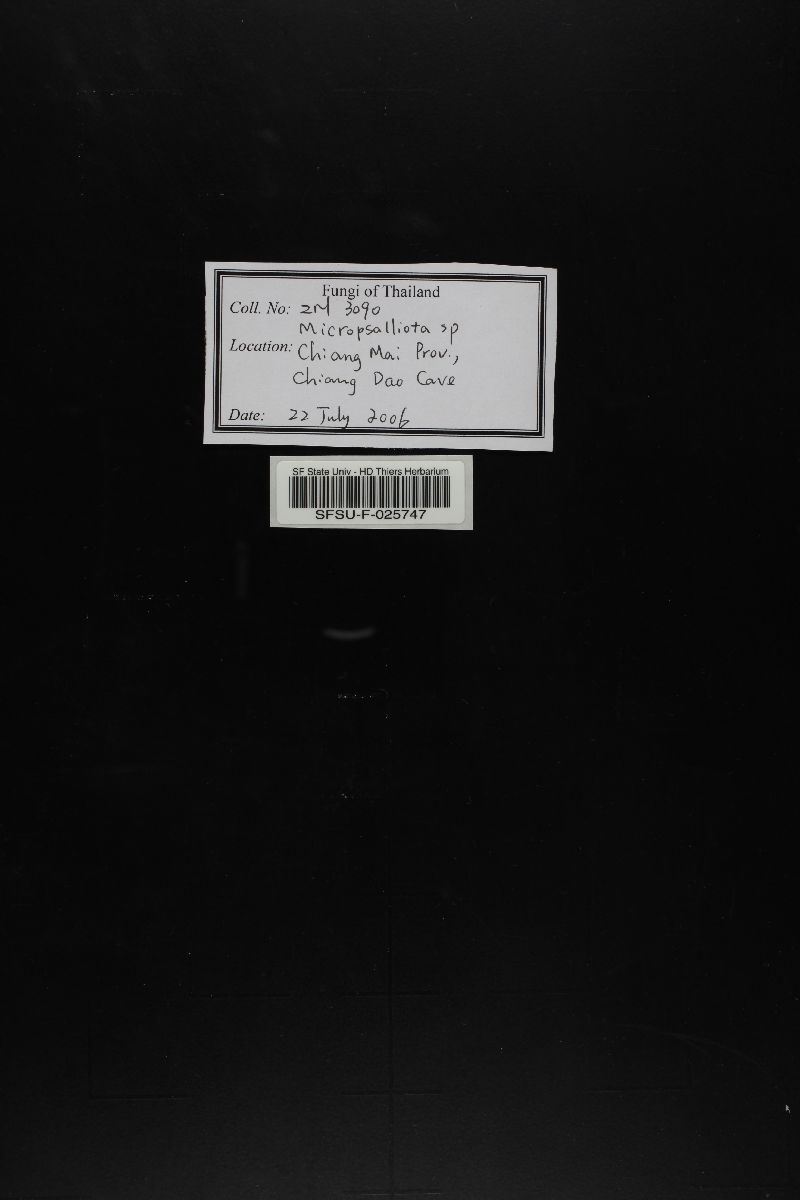 Fungi of Thailand
Coll. No: ZM 3090
Micropsalliota sp
Location: Chiang Mai Prov.,
Chiang Dao Cave
Date: 22 July 2006
SF State Univ - HD Thiers Herbarium
SFSU-F-025747